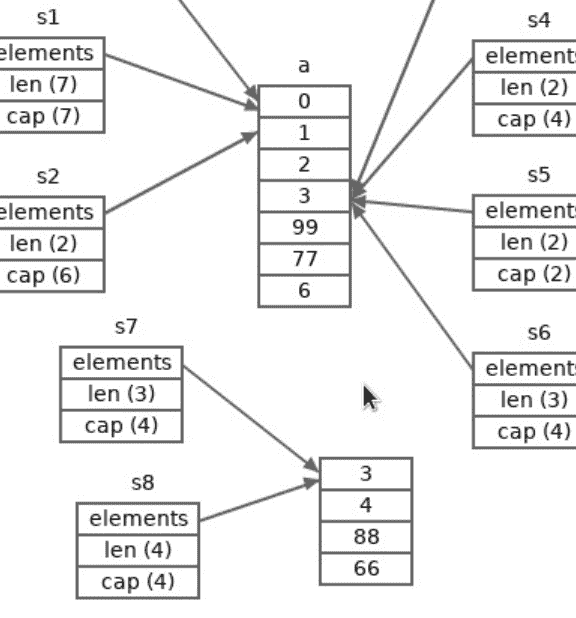 s1
elements
len (7)
cap (7)
s2
elements
len (2)
cap (6)
a
0
1
2
3
99
77
6
s4
elements
len (2)
cap (4)
s5
elements
len (2)
cap (2)
s6
elements
len (3)
cap (4)
s7
elements
len (3)
cap (4)
s8
elements
len (4)
cap (4)
3
4
88
66